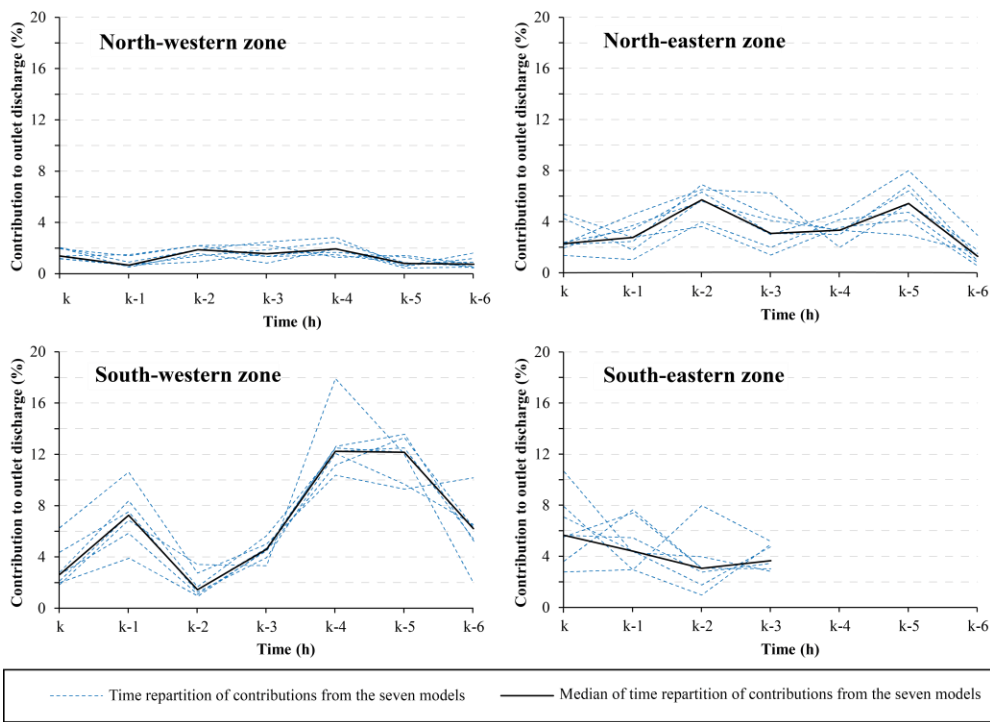 North-western zone
Contribution to outlet discharge (%)
20
16
12
8
4
0
k k-1 k-2 k-3 k-4 k-5 k-6
Time (h)
North-eastern zone
Contribution to outlet discharge (%)
20
16
12
8
4
0
k k-1 k-2 k-3 k-4 k-5 k-6
Time (h)
South-western zone
Contribution to outlet discharge (%)
20
16
12
8
4
0
k k-1 k-2 k-3 k-4 k-5 k-6
Time (h)
South-eastern zone
Contribution to outlet discharge (%)
20
16
12
8
4
0
k k-1 k-2 k-3 k-4 k-5 k-6
Time (h)
Time repartition of contributions from the seven models
Median of time repartition of contributions from the seven models